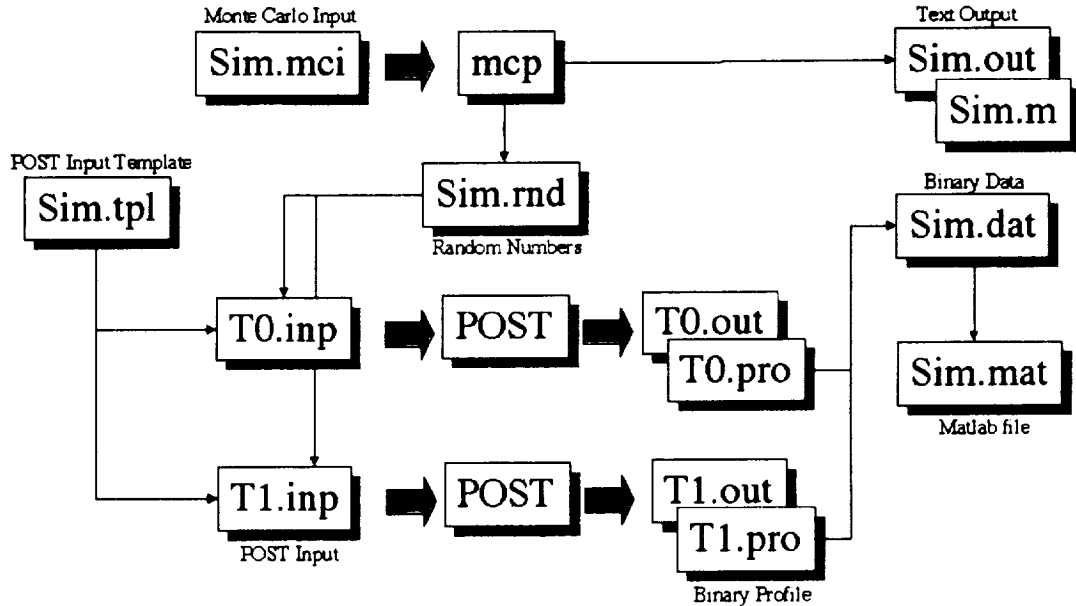 Monte Carlo Input
Sim.mci
mcp
Text Output
Sim.out
Sim.m
POST Input Template
Sim.tpl
Sim.rnd
Random Numbers
Binary Data
Sim.dat
T0.inp
POST
T0.out
T0.pro
Sim.mat
Matlab file
T1.inp
POST Input
POST
T1.out
T1.pro
Binary Profile